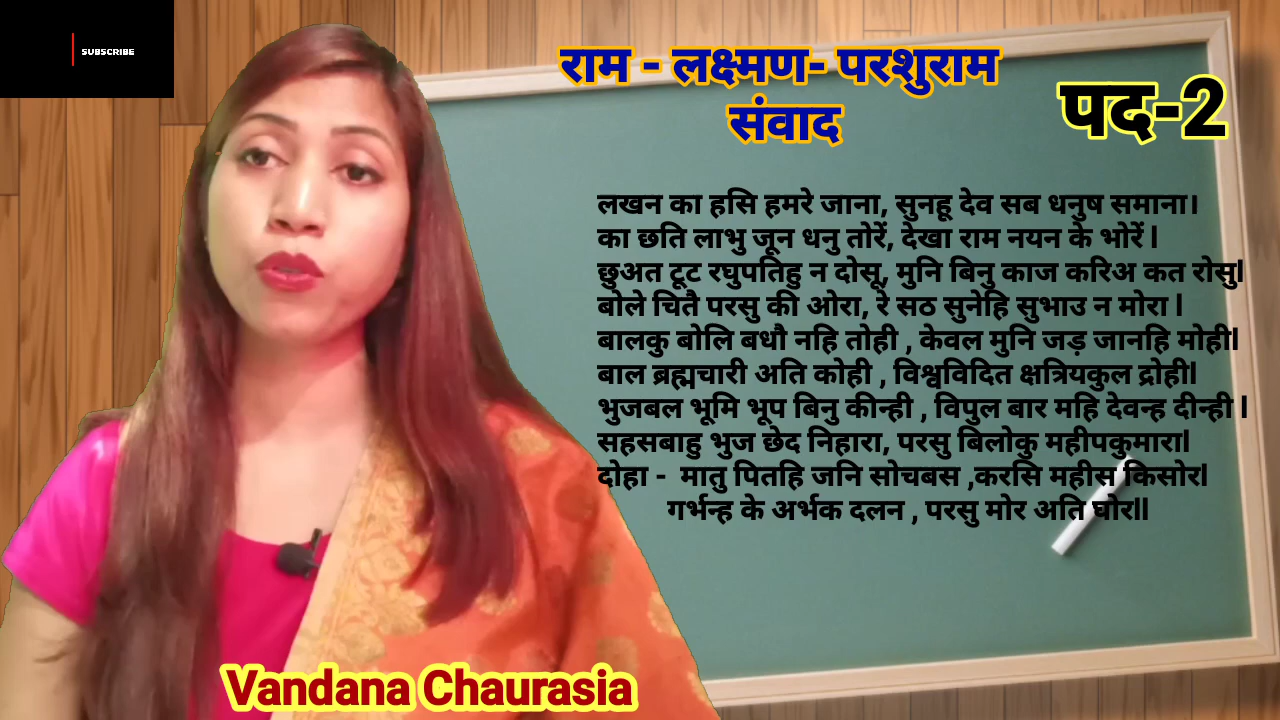 SUBSCRIBE
राम - लक्ष्मण- परशुराम
संवाद
पद-2
लखन का हसि हमरे जाना, सुनहू देव सब धनुष समाना।
का छति लाभु जून धनु तोरें, देखा राम नयन के भोरें l
छुअत टूट रघुपतिहु न दोसू, मुनि बिनु काज करिअ कत रोसुl
बोले चितै परसु की ओरा, रे सठ सुनेहि सुभाउ न मोरा l
बालकु बोलि बधौ नहि तोही , केवल मुनि जड़ जानहि मोहीl
बाल ब्रह्मचारी अति कोही , विश्वविदित क्षत्रियकुल द्रोहीl
भुजबल भूमि भूप बिनु कीन्ही , विपुल बार महि देवन्ह दीन्ही l
सहसबाहु भुज छेद निहारा, परसु बिलोकु महीपकुमाराl
दोहा - मातु पितहि जनि सोचबस ,करसि महीस किसोरl
गर्भन्ह के अर्भक दलन , परसु मोर अति घोरll
Vandana Chaurasia